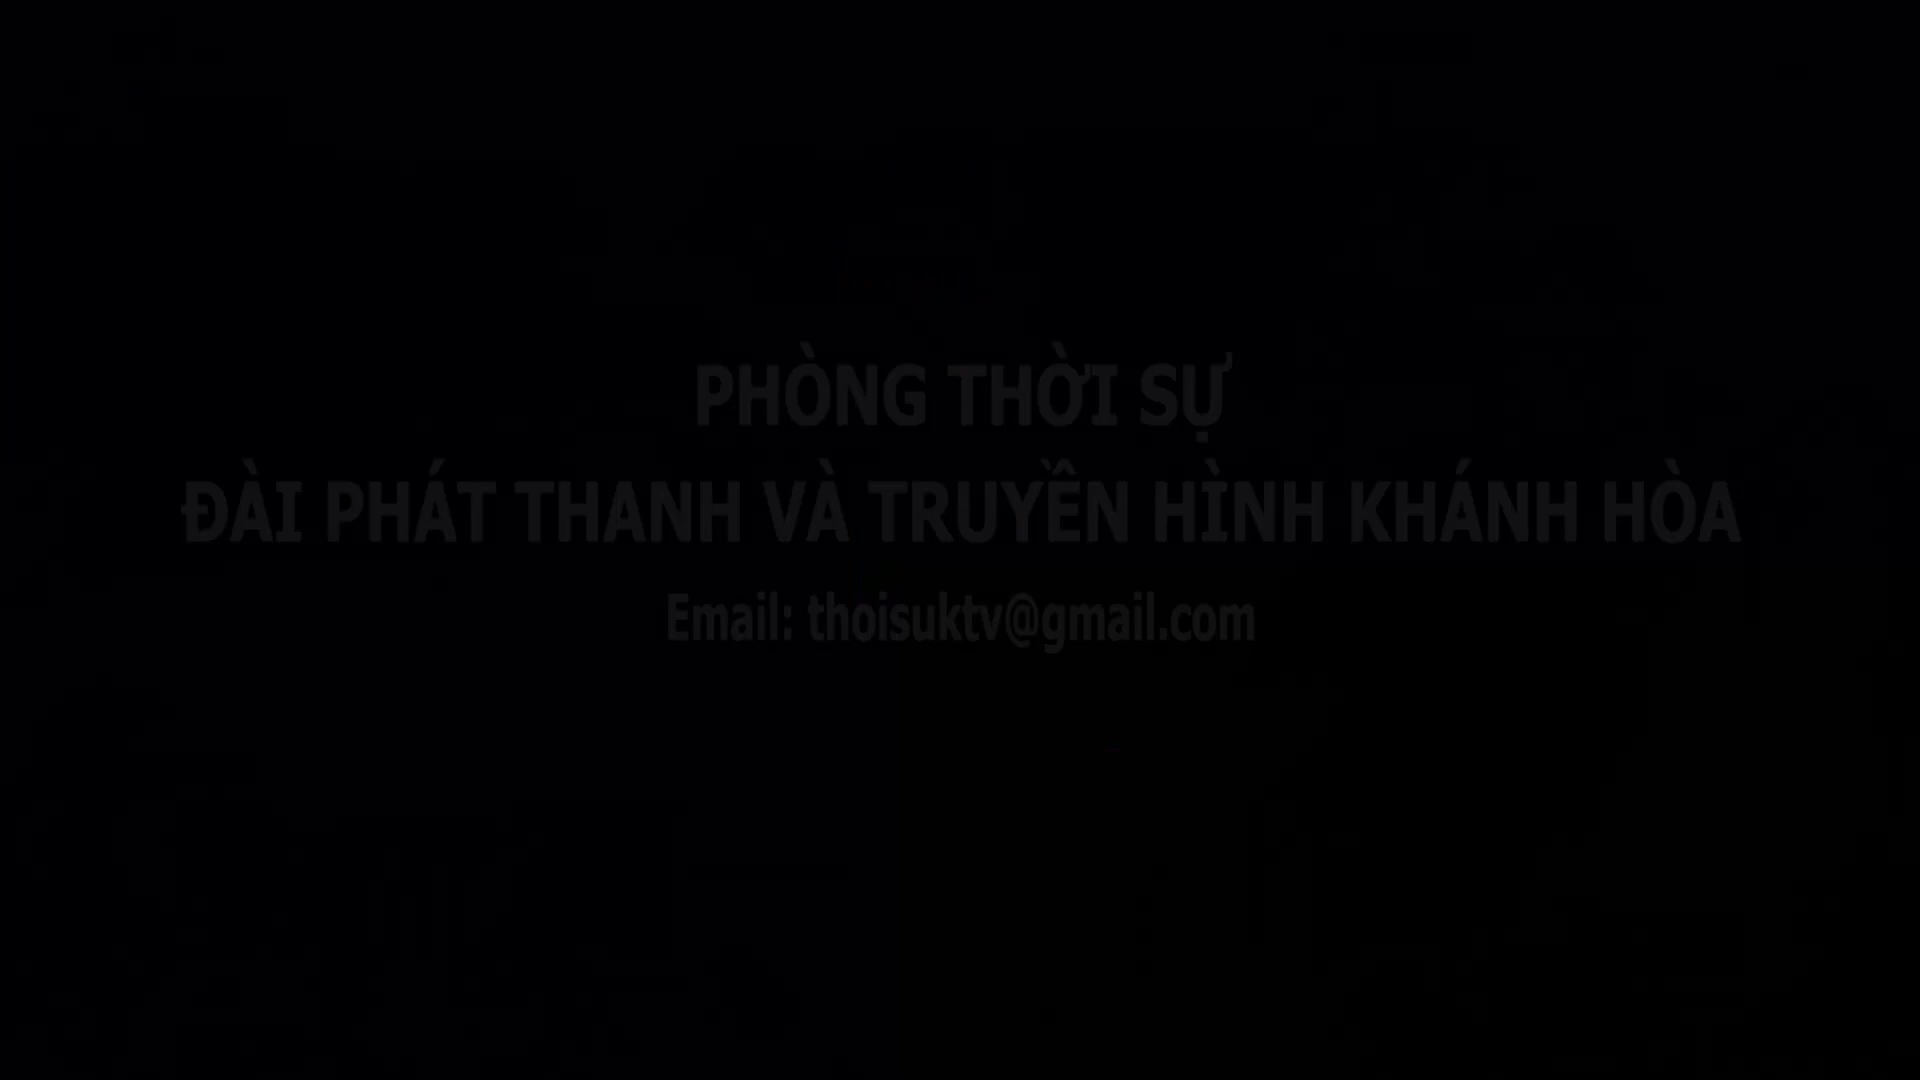 PHÒNG THỜI SỰ
ĐÀI PHÁT THANH VÀ TRUYỀN HÌNH KHÁNH HÒA
Email: thoisuktv@gmail.com